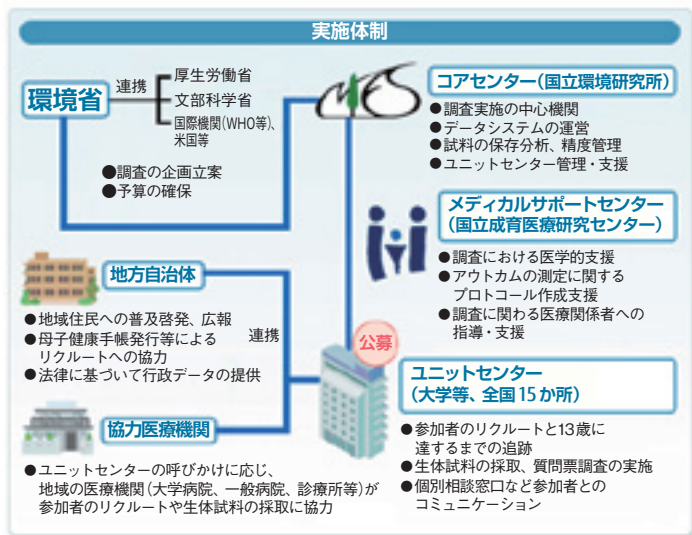 実施体制
環境省
連携
厚生労働省
文部科学省
国際機関(WHO等)、
米国等
●調査の企画立案
●予算の確保
コアセンター(国立環境研究所)
●調査実施の中心機関
●データシステムの運営
●試料の保存分析、精度管理
●ユニットセンター管理・支援
メディカルサポートセンター
(国立成育医療研究センター)
●調査における医学的支援
●アウトカムの測定に関する
プロトコール作成支援
●調査に関わる医療関係者への
指導・支援
地方自治体
●地域住民への普及啓発、広報
●母子健康手帳発行等による
リクルートへの協力
●法律に基づいて行政データの提供
連携
協力医療機関
●ユニットセンターの呼びかけに応じ、
地域の医療機関(大学病院、一般病院、診療所等)が
参加者のリクルートや生体試料の採取に協力
公募
ユニットセンター
(大学等、全国15か所)
●参加者のリクルートと13歳に
達するまでの追跡
●生体試料の採取、質問票調査の実施
●個別相談窓口など参加者との
コミュニケーション